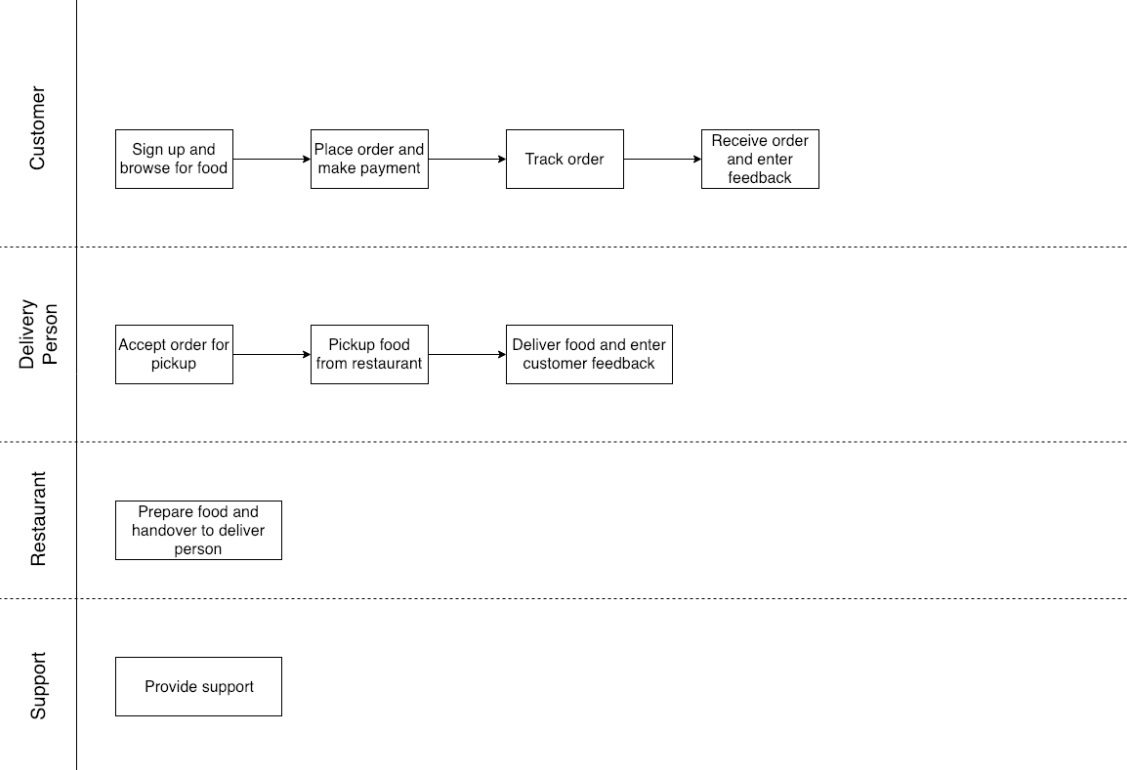 Customer
Sign up and
browse for food
Place order and
make payment
Track order
Receive order
and enter
feedback
Delivery
Person
Accept order for
pickup
Pickup food
from restaurant
Deliver food and enter
customer feedback
Restaurant
Prepare food and
handover to deliver
person
Support
Provide support